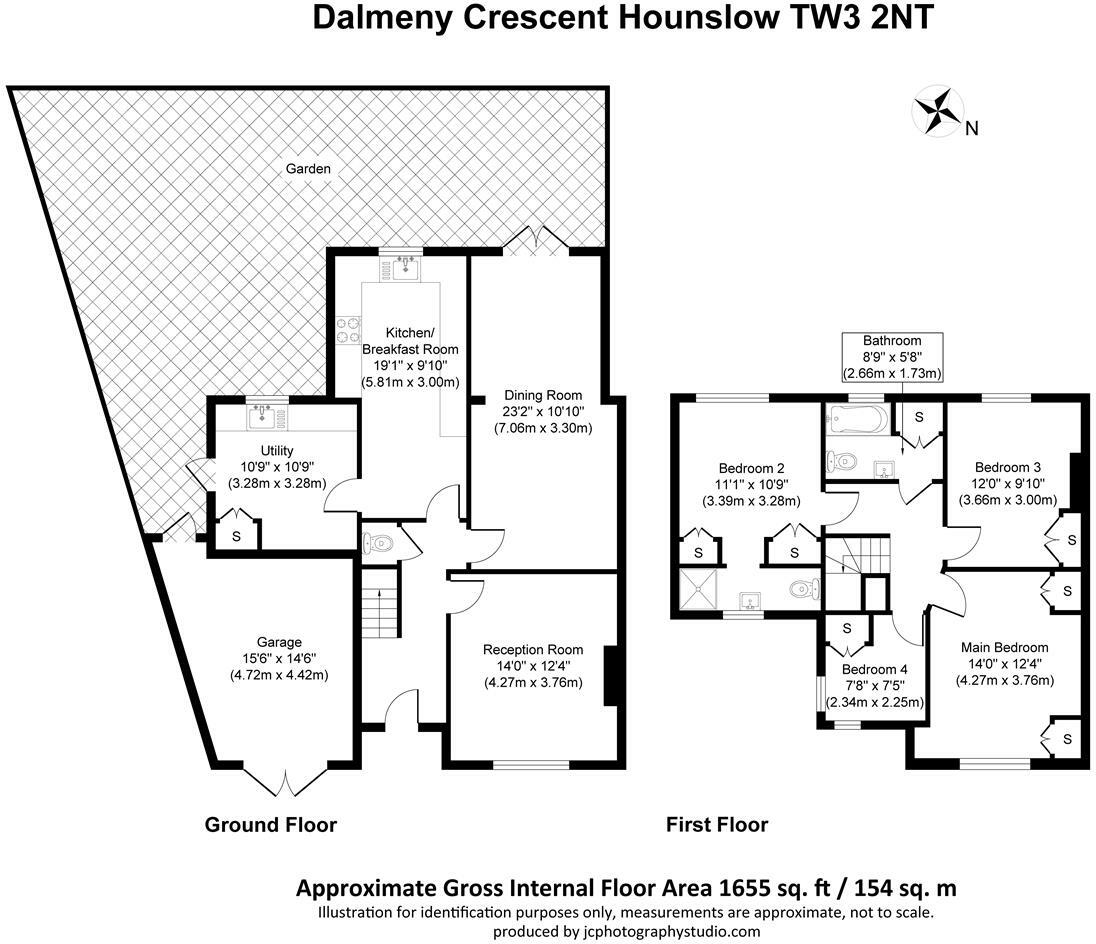 Dalmeny Crescent Hounslow TW3 2NT
N
Garden
Kitchen/
Breakfast Room
19'1" x 9'10"
(5.81m x 3.00m)
Dining Room
23'2" x 10'10"
(7.06m x 3.30m)
Utility
10'9" x 10'9"
(3.28m x 3.28m)
S
Garage
15'6" x 14'6"
(4.72m x 4.42m)
Reception Room
14'0" x 12'4"
(4.27m x 3.76m)
Ground Floor
Bathroom
8'9" x 5'8"
(2.66m x 1.73m)
S
Bedroom 2
11'1" x 10'9"
(3.39m x 3.28m)
S
S
Bedroom 3
12'0" x 9'10"
(3.66m x 3.00m)
S
S
Main Bedroom
14'0" x 12'4"
(4.27m x 3.76m)
S
S
Bedroom 4
7'8" x 7'5"
(2.34m x 2.25m)
First Floor
Approximate Gross Internal Floor Area 1655 sq. ft / 154 sq. m
Illustration for identification purposes only, measurements are approximate, not to scale.
produced by jcphotographystudio.com